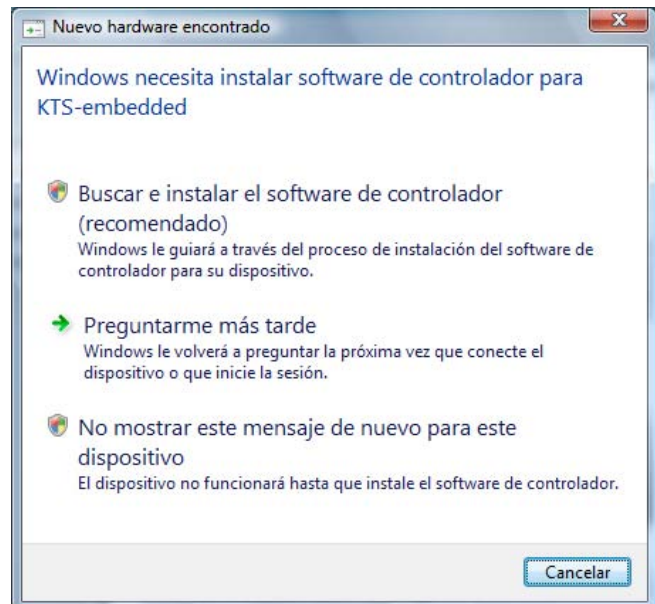 Nuevo hardware encontrado
Windows necesita instalar software de controlador para
KTS-embedded
Buscar e instalar el software de controlador
(recomendado)
Windows le guiará a través del proceso de instalación del software de
controlador para su dispositivo.
Preguntarme más tarde
Windows le volverá a preguntar la próxima vez que conecte el
dispositivo o que inicie la sesión.
No mostrar este mensaje de nuevo para este
dispositivo
El dispositivo no funcionará hasta que instale el software de controlador.
Cancelar